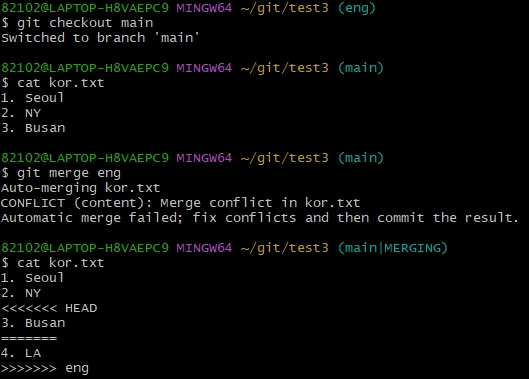 82102@LAPTOP-H8VAEPC9 MINGW64 ~/git/test3 (eng)
$ git checkout main
Switched to branch 'main'
82102@LAPTOP-H8VAEPC9 MINGW64 ~/git/test3 (main)
$ cat kor.txt
1. Seoul
2. NY
3. Busan
82102@LAPTOP-H8VAEPC9 MINGW64 ~/git/test3 (main)
$ git merge eng
Auto-merging kor.txt
CONFLICT (content): Merge conflict in kor.txt
Automatic merge failed; fix conflicts and then commit the result.
82102@LAPTOP-H8VAEPC9 MINGW64 ~/git/test3 (main|MERGING)
$ cat kor.txt
1. Seoul
2. NY
<<<<<<< HEAD
3. Busan
=======
4. LA
>>>>>>> eng